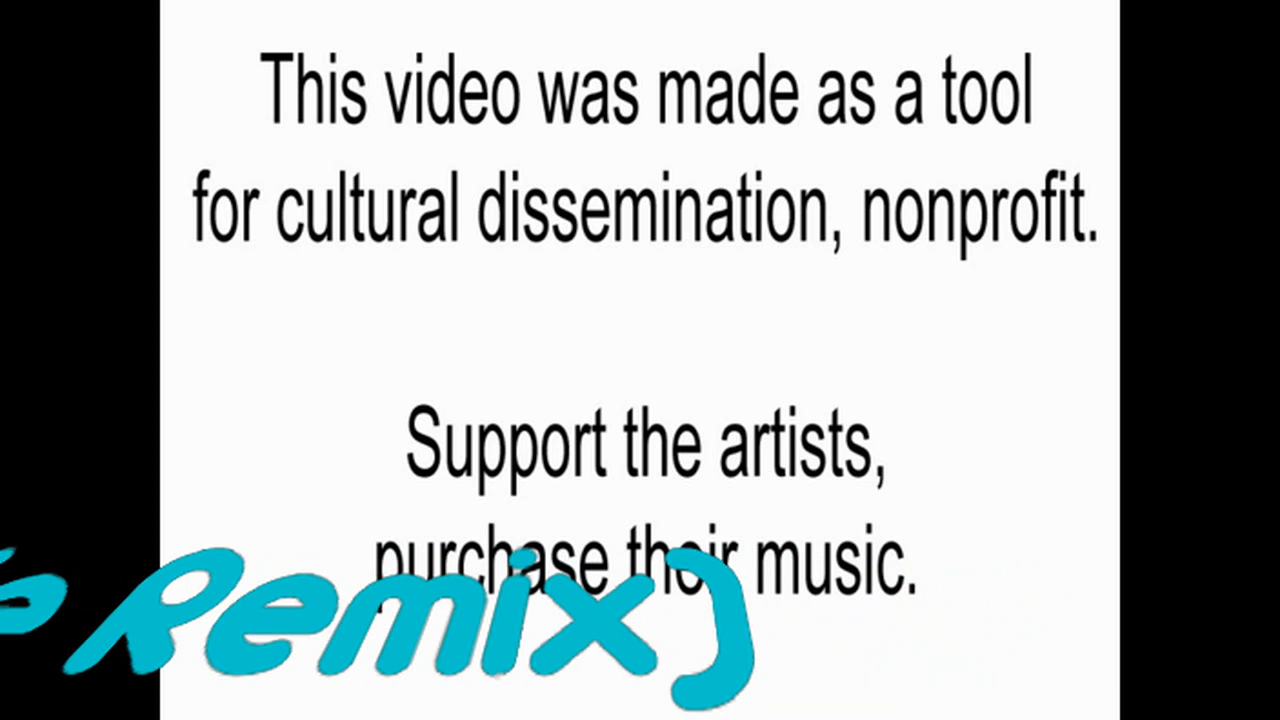 This video was made as a tool
for cultural dissemination, nonprofit.
Support the artists,
purchase their music.
Remix)